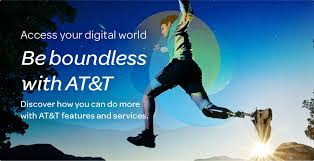 Access your digital world
Be boundless
with AT&T
Discover how you can do more
with AT&T features and services.